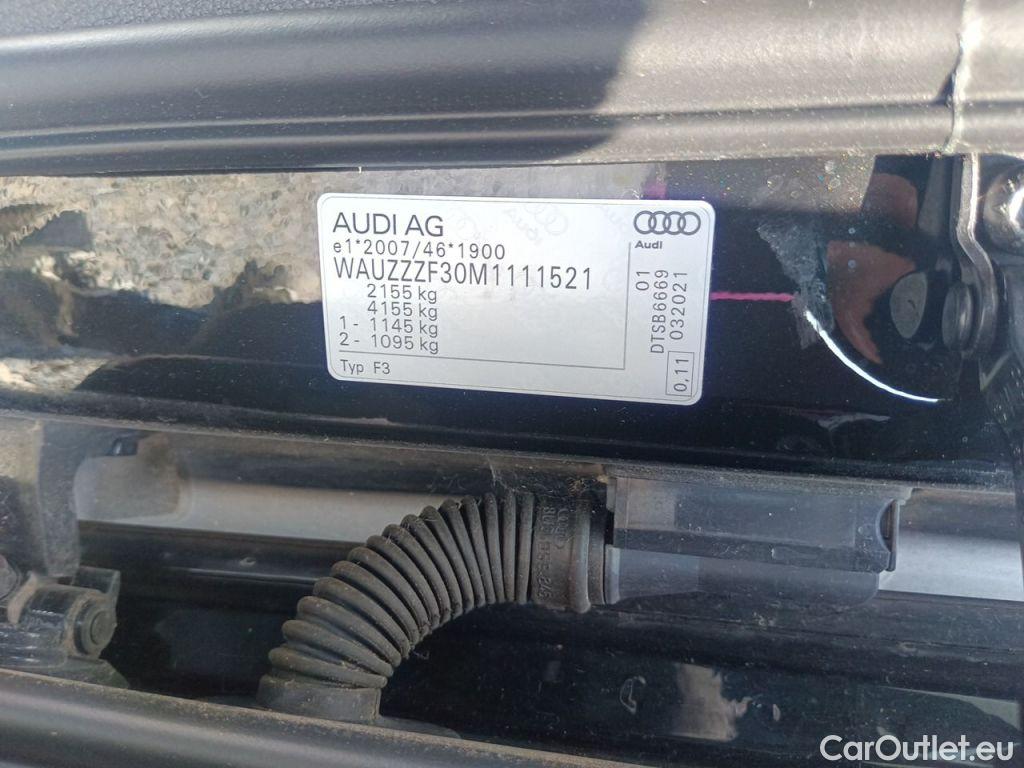 AUDI AG
e1*2007/46*1900
WAUZZZF30M1111521
2155 kg
4155 kg
1 - 1145 kg
2 - 1095 kg
Typ F3
Audi
Audi
01
DTSB6669
032021
0,11
CarOutlet.eu